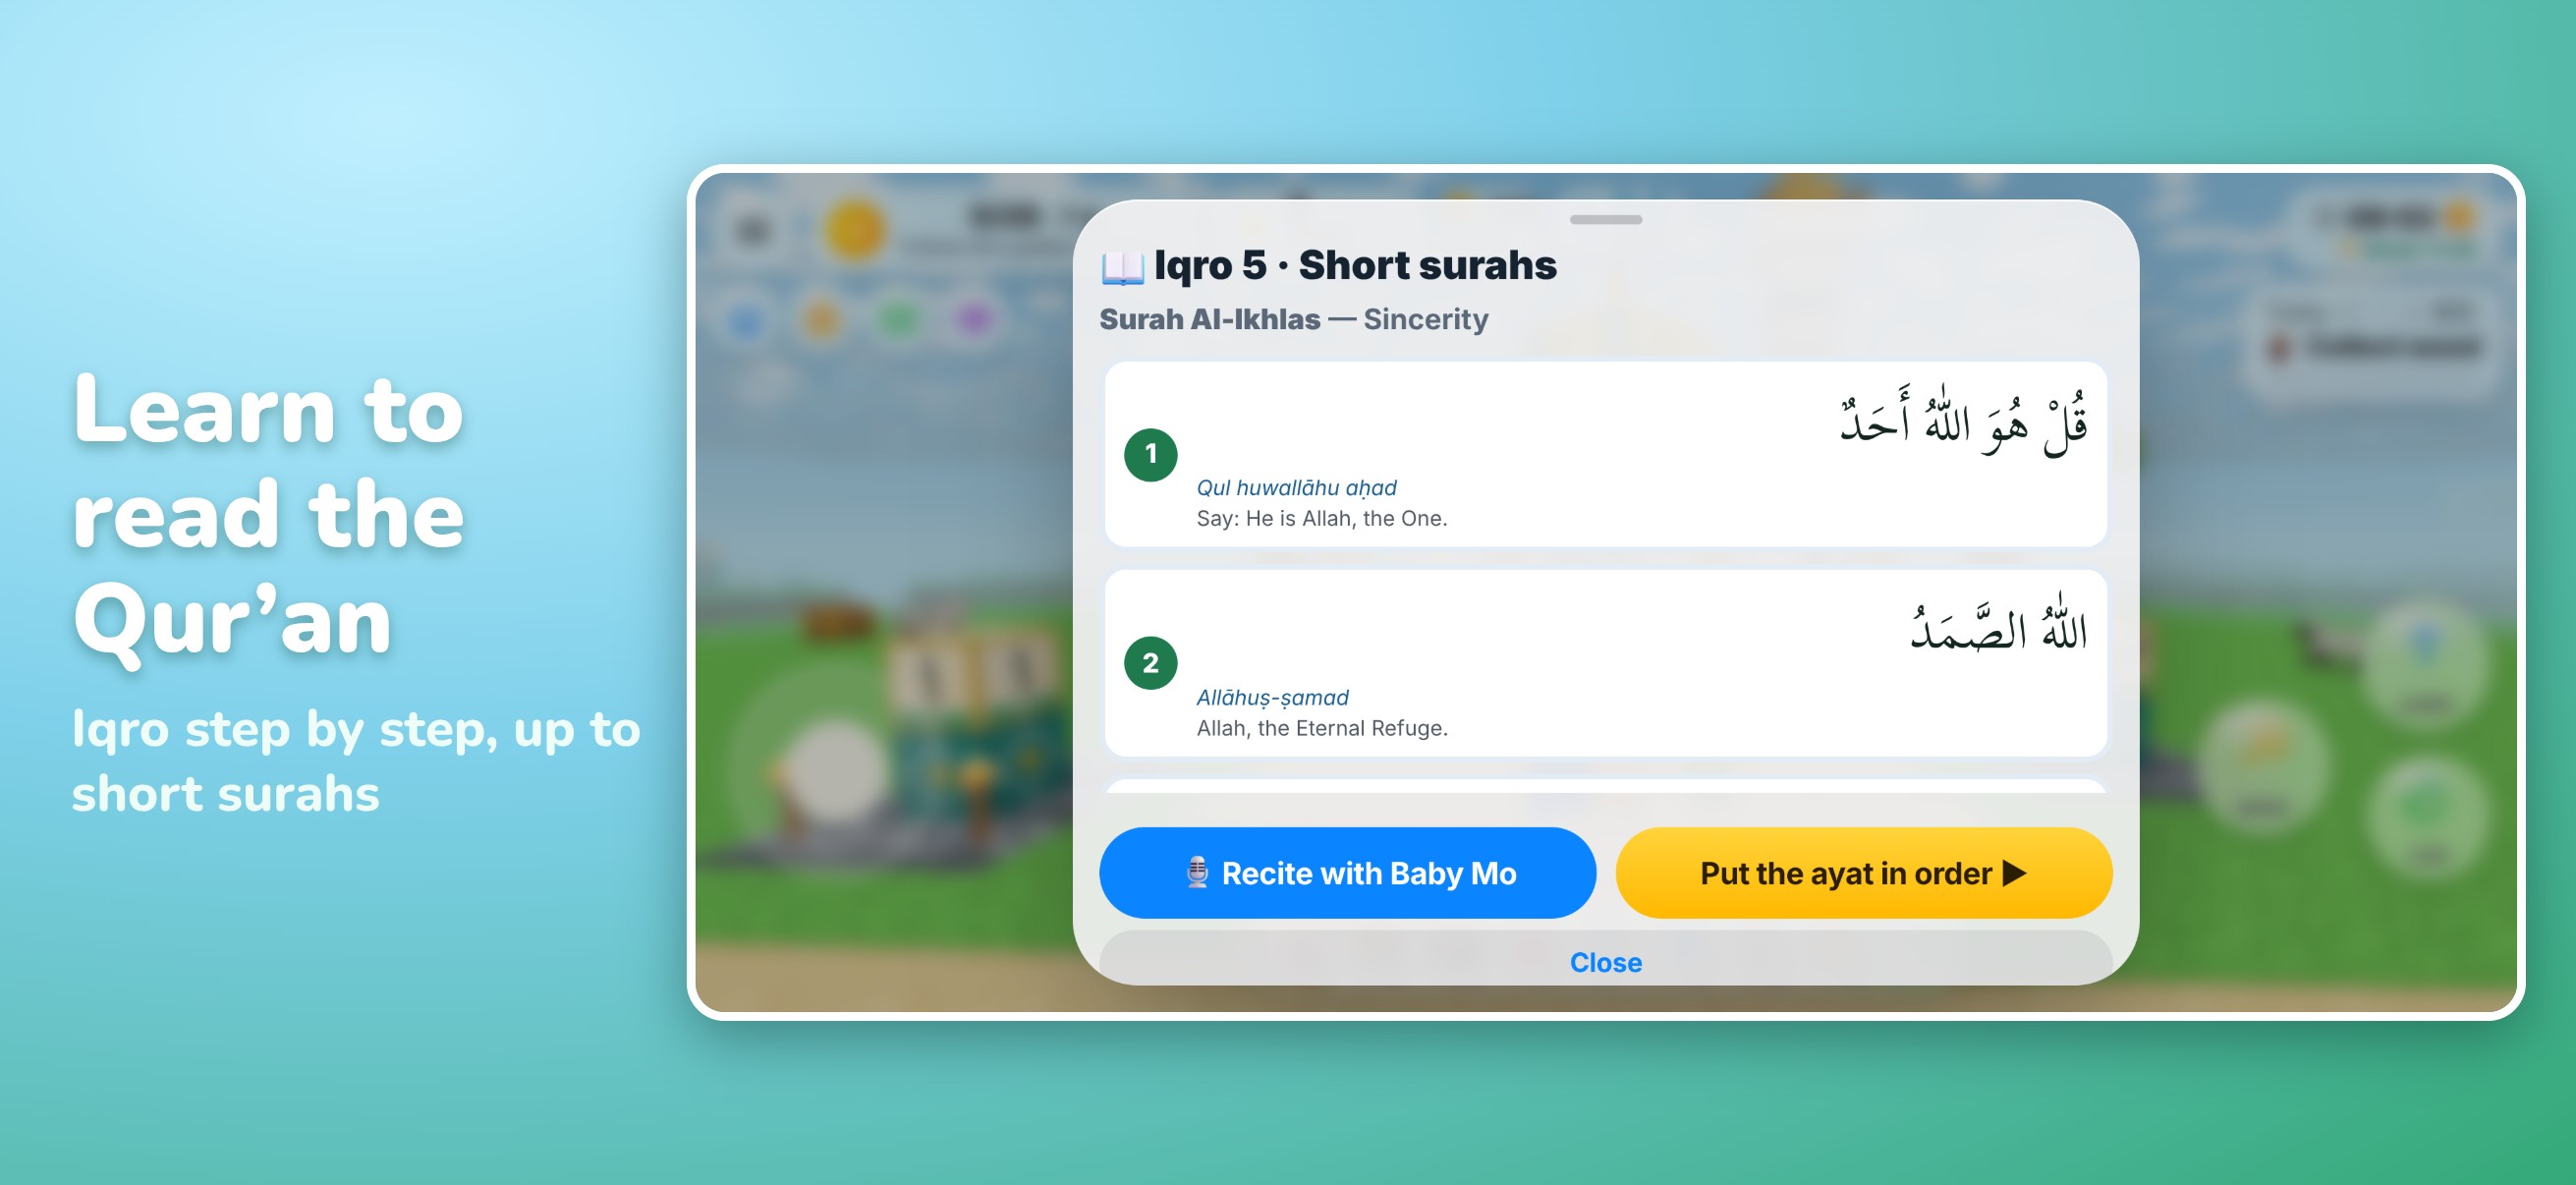 Learn to
read the
Qur’an
Iqro step by step, up to
short surahs
📖 Iqro 5 · Short surahs
Surah Al-Ikhlas — Sincerity
1
قُلْ هُوَ اللّٰهُ أَحَدٌ
Qul huwallāhu aḥad
Say: He is Allah, the One.
2
اللّٰهُ الصَّمَدُ
Allāhuṣ-ṣamad
Allah, the Eternal Refuge.
🎙️ Recite with Baby Mo
Put the ayat in order ▶
Close